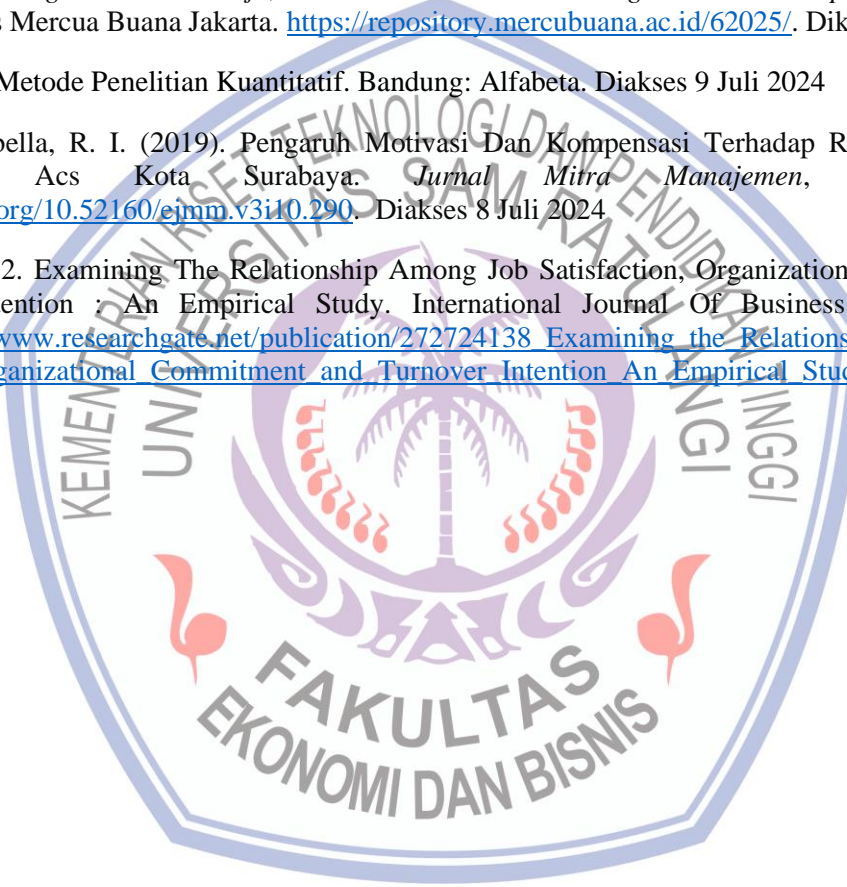 s Mercua Buana Jakarta. https://repository.mercubuana.ac.id/62025/. Dik
Metode Penelitian Kuantitatif. Bandung: Alfabeta. Diakses 9 Juli 2024
bella, R. I. (2019). Pengaruh Motivasi Dan Kompensasi Terhadap R
Acs Kota Surabaya. Jurnal Mitra Manajemen,
org/10.52160/ejmm.v3i10.290. Diakses 8 Juli 2024
2. Examining The Relationship Among Job Satisfaction, Organization
tention : An Empirical Study. International Journal Of Business
www.researchgate.net/publication/272724138_Examining_the_Relations
ganizational_Commitment_and_Turnover_Intention_An_Empirical_Stud
KEMENTERIAN RISET TEKNOLOGI DAN PENDIDIKAN TINGGI
UNIVERSITAS SAM RATULANGI
FAKULTAS
EKONOMI DAN BISNIS